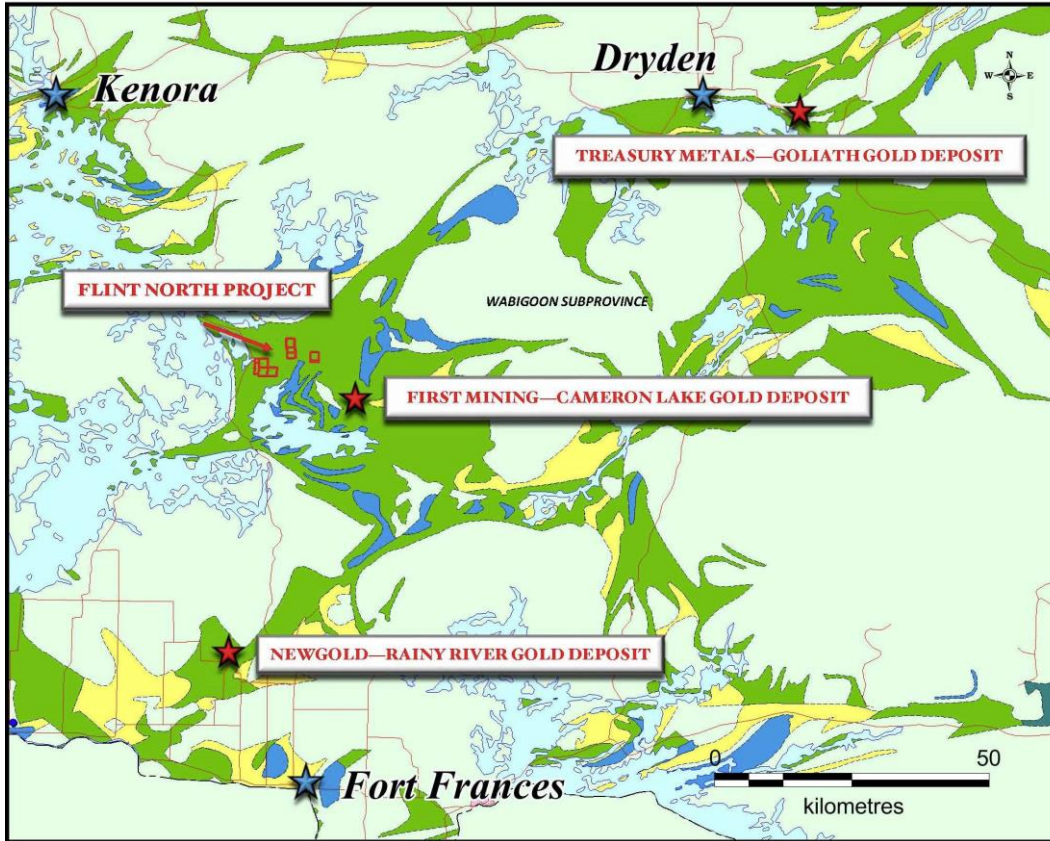 Kenora
Dryden
N
W E
S
TREASURY METALS—GOLIATH GOLD DEPOSIT
FLINT NORTH PROJECT
WABIGOON SUBPROVINCE
FIRST MINING—CAMERON LAKE GOLD DEPOSIT
NEWGOLD—RAINY RIVER GOLD DEPOSIT
Fort Frances
0 50
kilometres